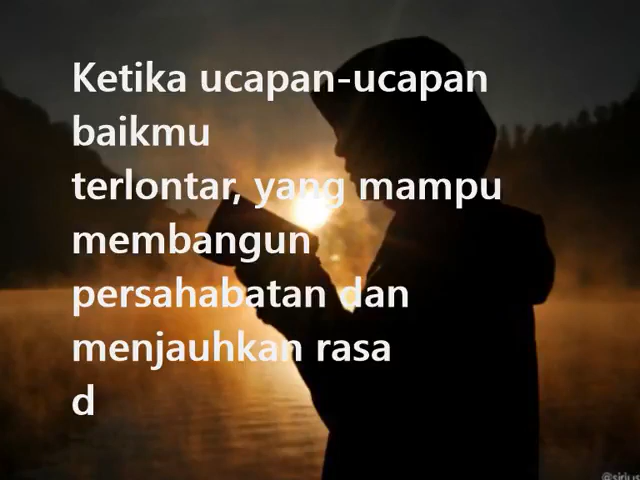 Ketika ucapan-ucapan
baikmu
terlontar, yang mampu
membangun
persahabatan dan
menjauhkan rasa
d